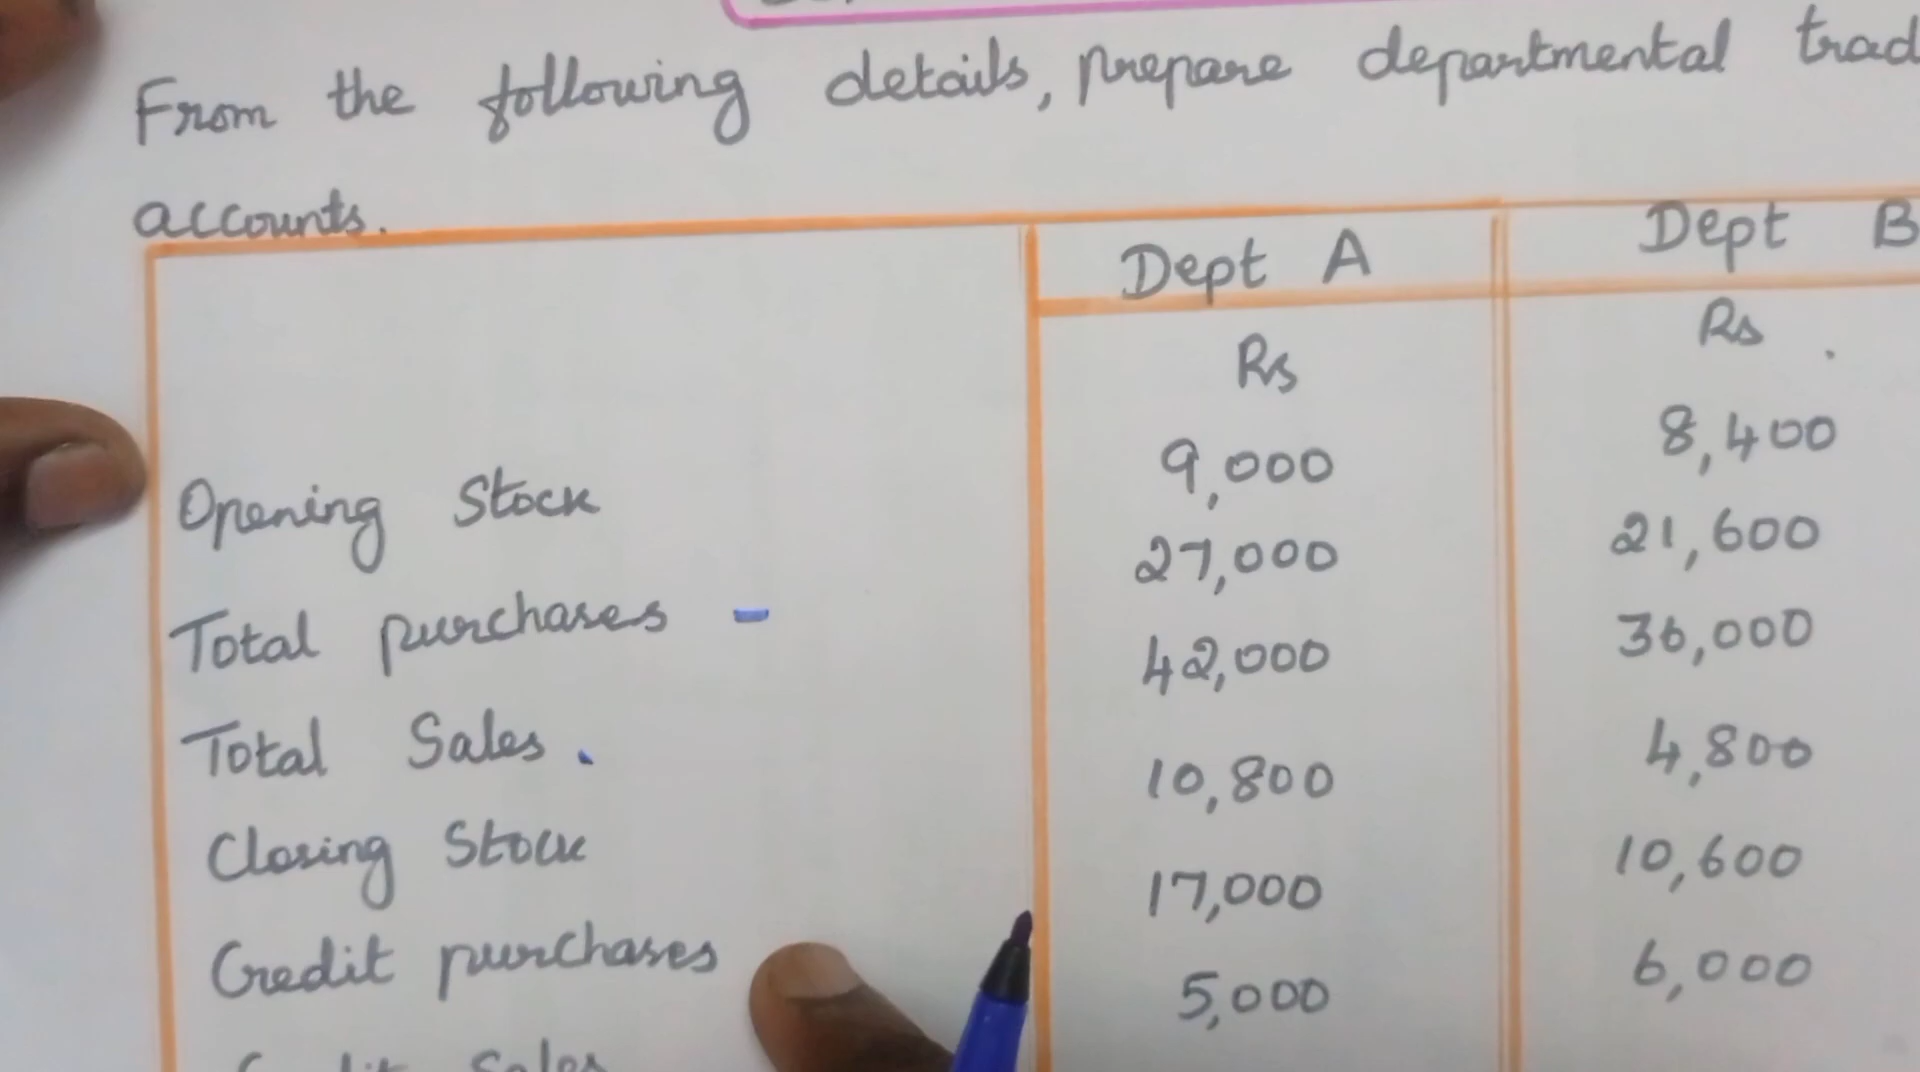 From the following details, prepare departmental trad
accounts.
Dept A Dept B
Rs Rs.
Opening Stock 9,000 8,400
Total purchases - 27,000 21,600
Total Sales. 42,000 36,000
Closing Stock 10,800 4,800
Credit purchases 17,000 10,600
Sales 5,000 6,000